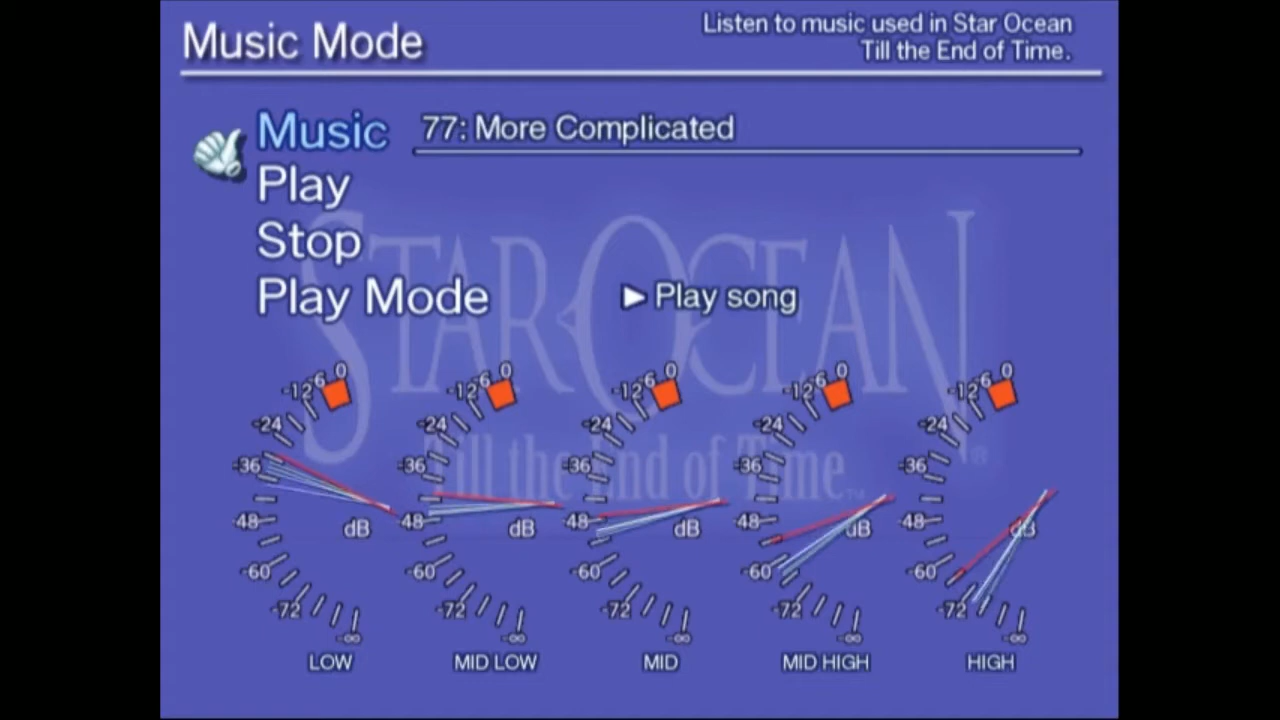 Music Mode
Listen to music used in Star Ocean
Till the End of Time.
Music
77: More Complicated
Play
Stop
Play Mode
▶ Play song
STAR OCEAN
Till the End of Time™
®
0
-6
-12
-24
-36
-48
-60
-72
-∞
dB
LOW
0
-6
-12
-24
-36
-48
-60
-72
-∞
dB
MID LOW
0
-6
-12
-24
-36
-48
-60
-72
-∞
dB
MID
0
-6
-12
-24
-36
-48
-60
-72
-∞
dB
MID HIGH
0
-6
-12
-24
-36
-48
-60
-72
-∞
dB
HIGH